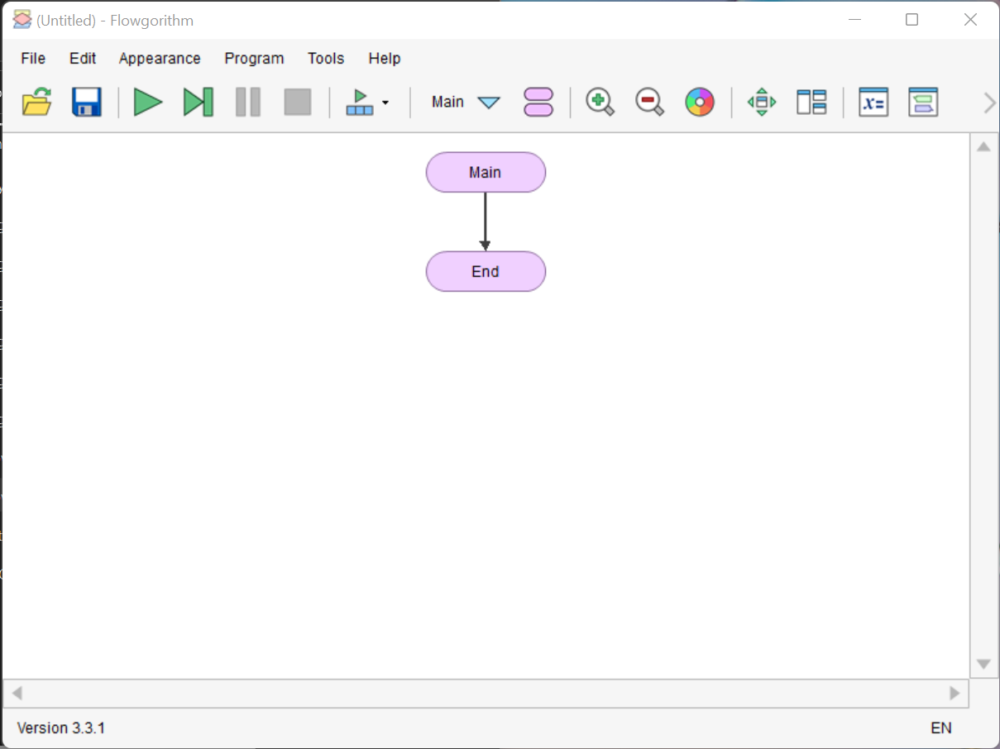 (Untitled) - Flowgorithm
File Edit Appearance Program Tools Help
Main
x=
Main
End
Version 3.3.1 EN